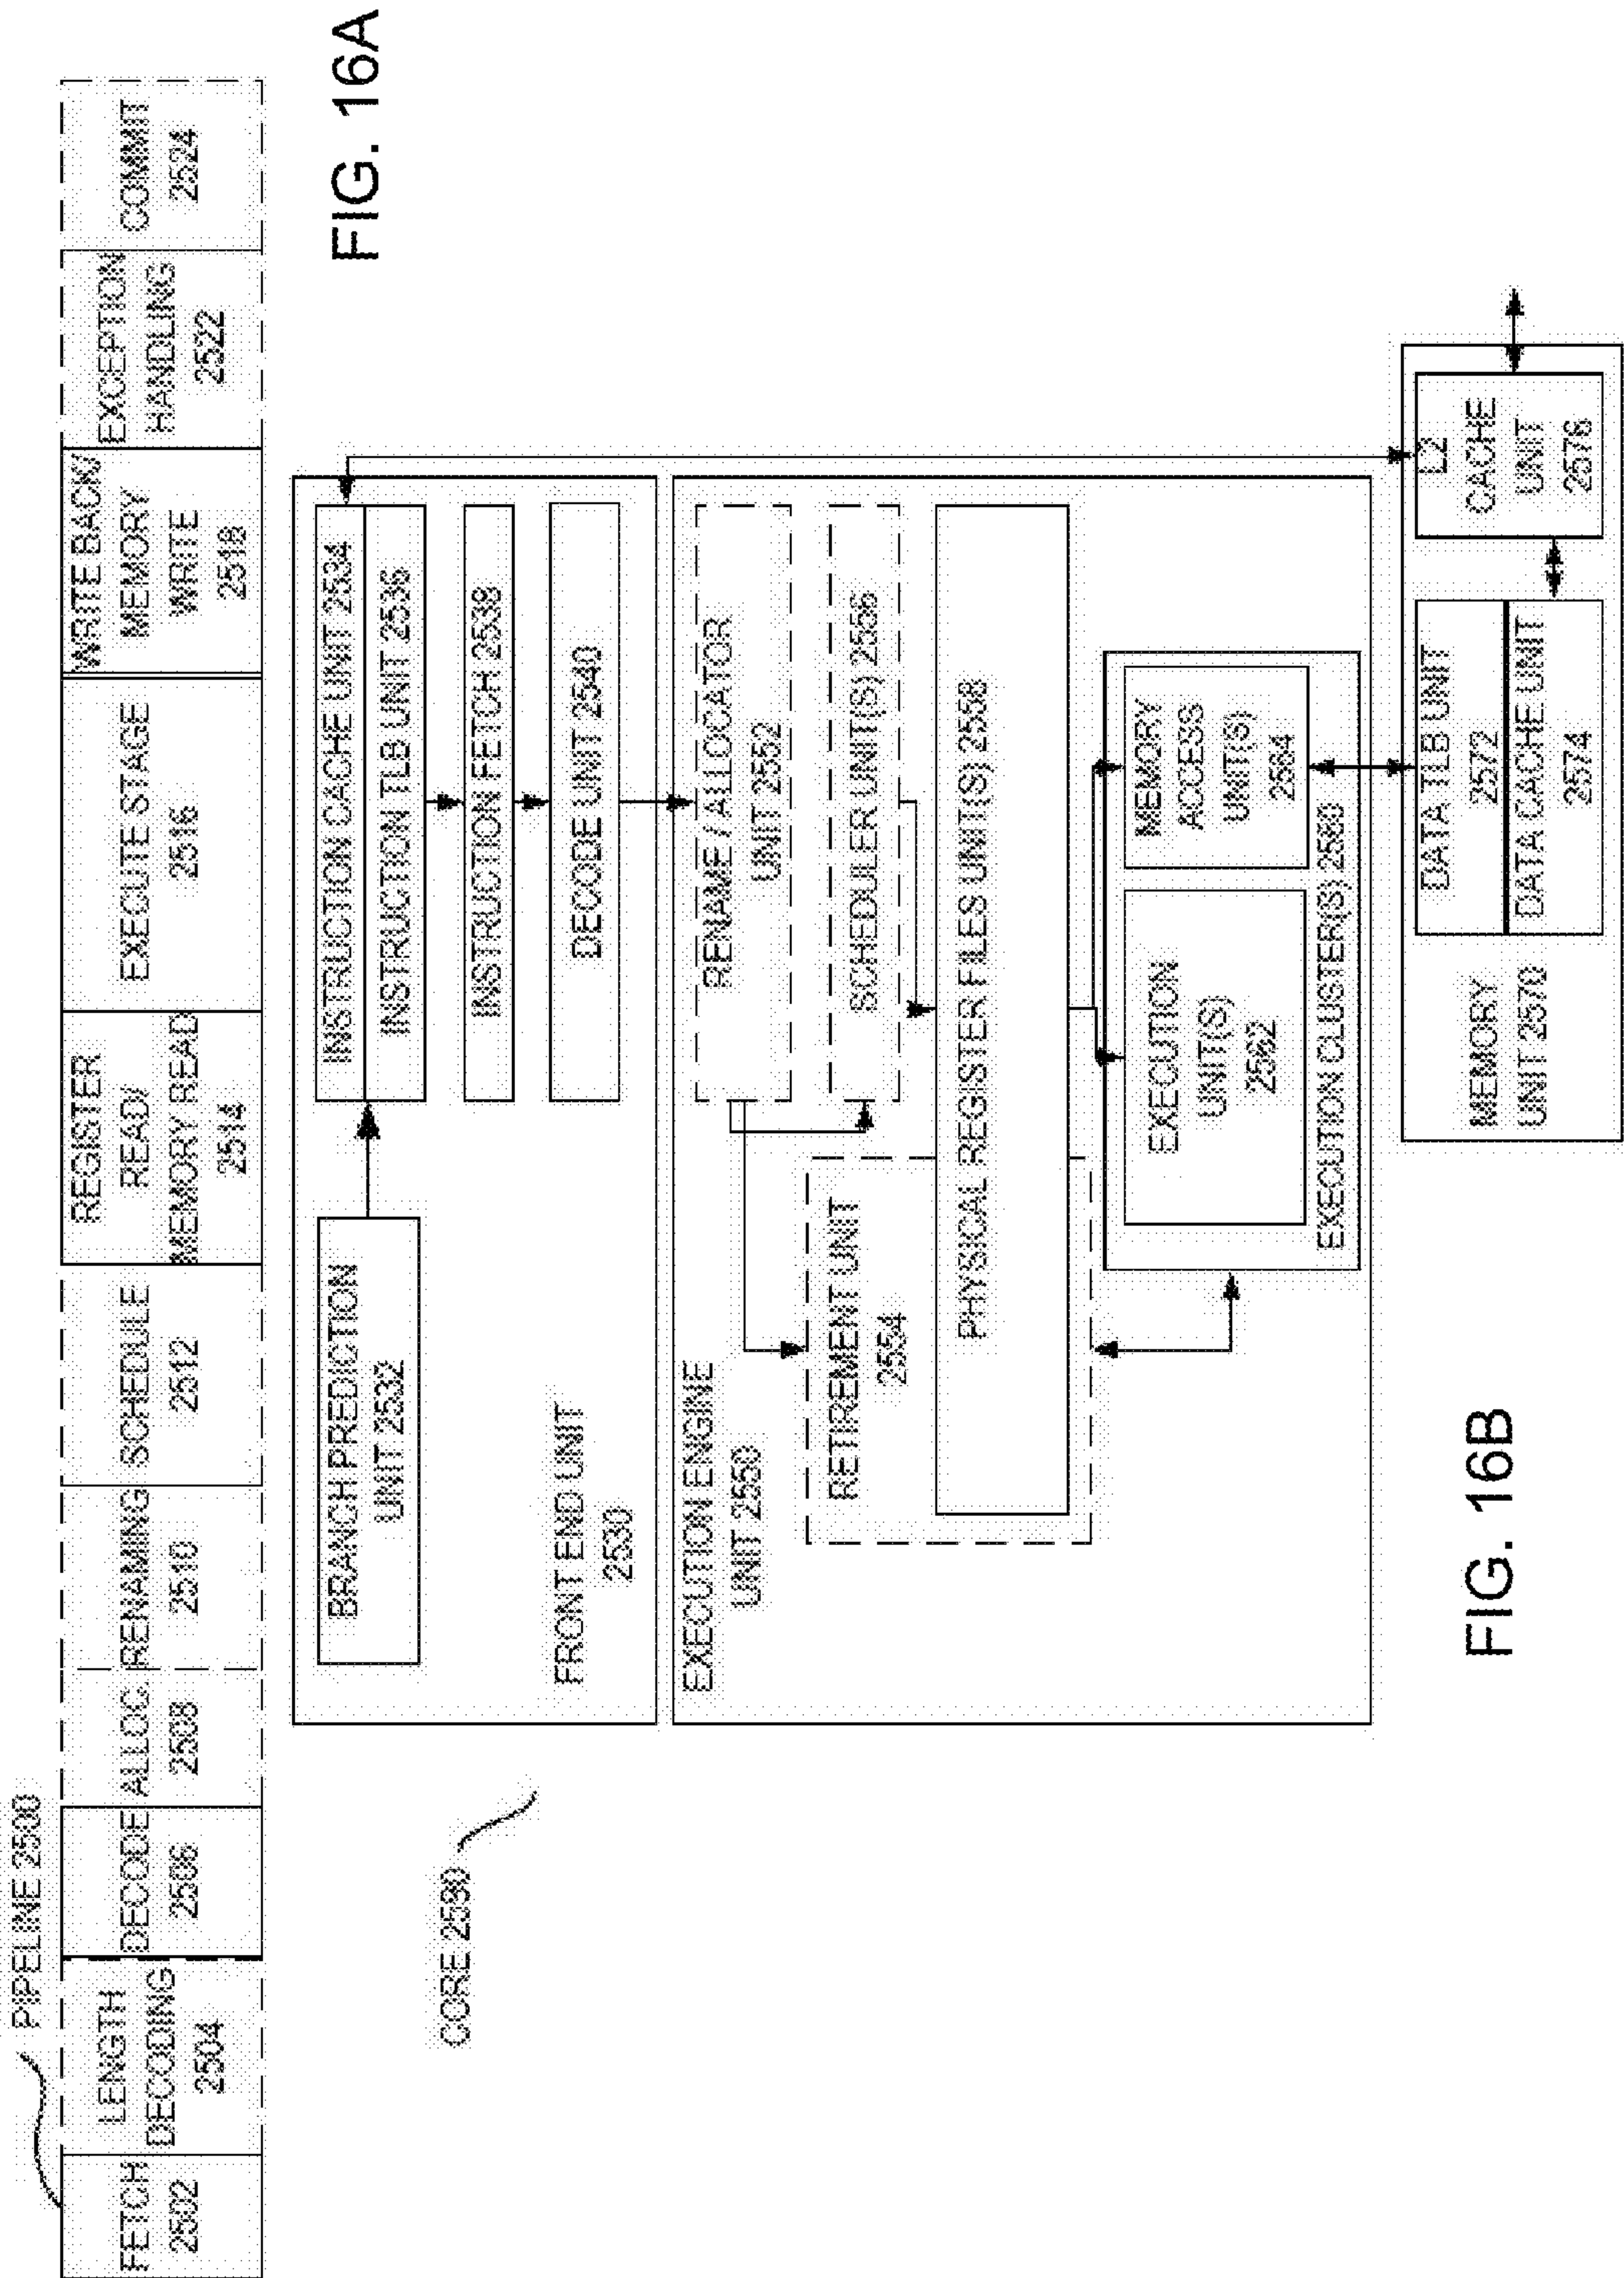 PIPELINE 2500
FETCH
2502
LENGTH
DECODING
2504
DECODE
2506
ALLOC.
2508
RENAMING
2510
SCHEDULE
2512
REGISTER
READ/
MEMORY READ
2514
EXECUTE STAGE
2516
WRITE BACK/
MEMORY
WRITE
2518
EXCEPTION
HANDLING
2522
COMMIT
2524
FIG. 16A
CORE 2590
BRANCH PREDICTION
UNIT 2532
INSTRUCTION CACHE UNIT 2534
INSTRUCTION TLB UNIT 2536
INSTRUCTION FETCH 2538
DECODE UNIT 2540
FRONT END UNIT
2530
EXECUTION ENGINE
UNIT 2550
RENAME / ALLOCATOR
UNIT 2552
SCHEDULER UNIT(S) 2556
RETIREMENT UNIT
2554
PHYSICAL REGISTER FILES UNIT(S) 2558
EXECUTION
UNIT(S)
2562
MEMORY
ACCESS
UNIT(S)
2564
EXECUTION CLUSTER(S) 2560
MEMORY
UNIT 2570
DATA TLB UNIT
2572
DATA CACHE UNIT
2574
L2
CACHE
UNIT
2576
FIG. 16B